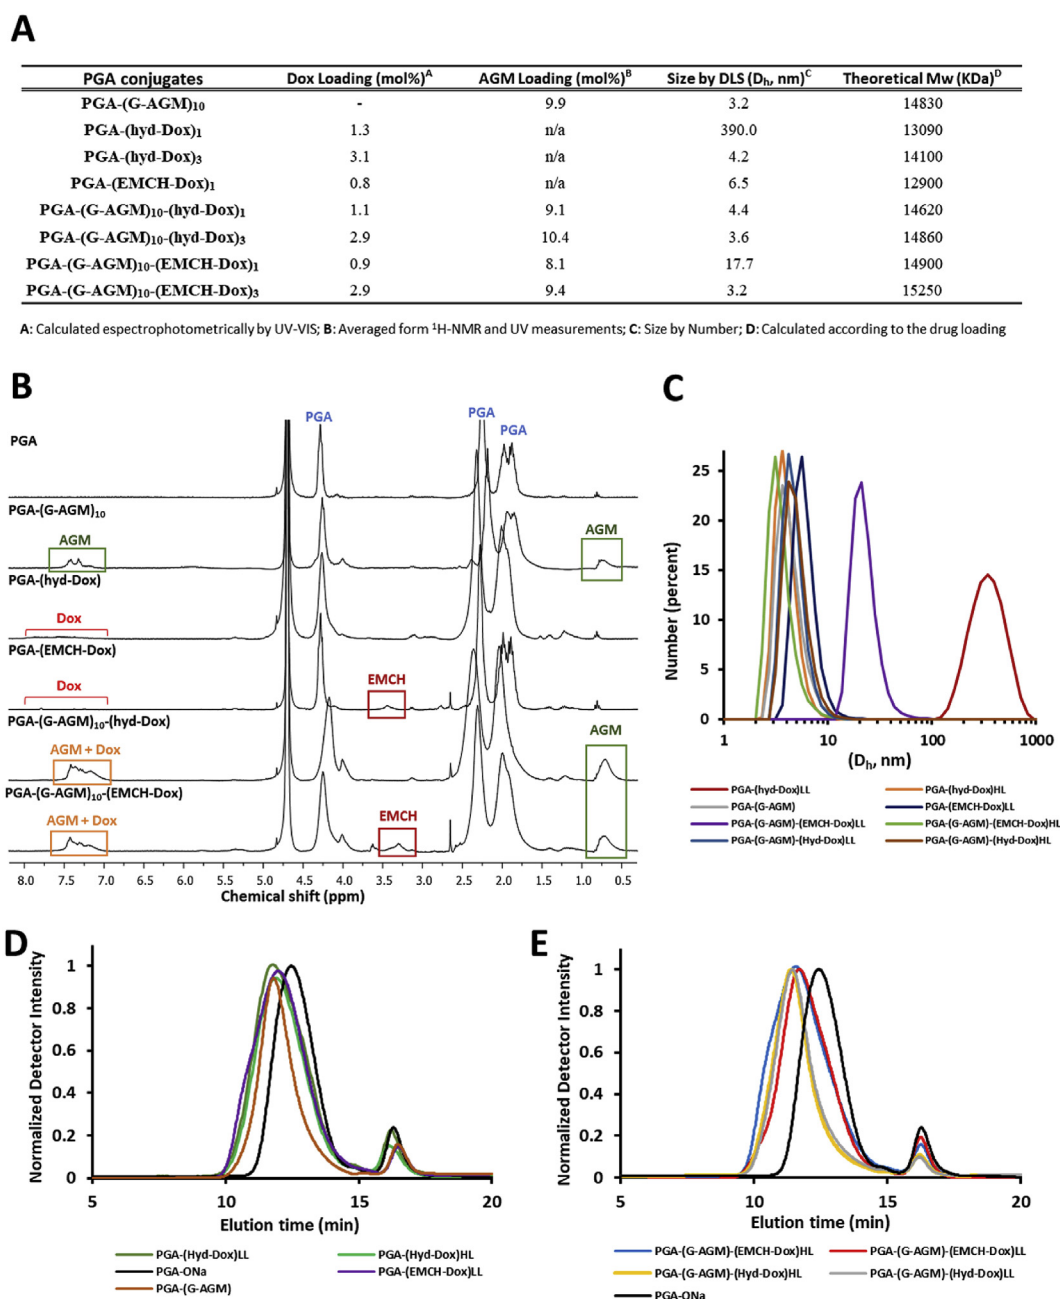 A
PGA conjugates Dox Loading (mol%)A AGM Loading (mol%)B Size by DLS (Dh, nm)C Theoretical Mw (KDa)D
PGA-(G-AGM)10 - 9.9 3.2 14830
PGA-(hyd-Dox)1 1.3 n/a 390.0 13090
PGA-(hyd-Dox)3 3.1 n/a 4.2 14100
PGA-(EMCH-Dox)1 0.8 n/a 6.5 12900
PGA-(G-AGM)10-(hyd-Dox)1 1.1 9.1 4.4 14620
PGA-(G-AGM)10-(hyd-Dox)3 2.9 10.4 3.6 14860
PGA-(G-AGM)10-(EMCH-Dox)1 0.9 8.1 17.7 14900
PGA-(G-AGM)10-(EMCH-Dox)3 2.9 9.4 3.2 15250
A: Calculated espectrophotometrically by UV-VIS; B: Averaged form 1H-NMR and UV measurements; C: Size by Number; D: Calculated according to the drug loading
B
PGA PGA PGA
PGA
PGA-(G-AGM)10
AGM AGM
PGA-(hyd-Dox)
Dox
PGA-(EMCH-Dox)
Dox EMCH
PGA-(G-AGM)10-(hyd-Dox)
AGM + Dox AGM
PGA-(G-AGM)10-(EMCH-Dox)
AGM + Dox EMCH
8.0 7.5 7.0 6.5 6.0 5.5 5.0 4.5 4.0 3.5 3.0 2.5 2.0 1.5 1.0 0.5
Chemical shift (ppm)
C
Number (percent)
25
20
15
10
5
0
1 10 100 1000
(Dh, nm)
PGA-(hyd-Dox)LL PGA-(hyd-Dox)HL
PGA-(G-AGM) PGA-(EMCH-Dox)LL
PGA-(G-AGM)-(EMCH-Dox)LL PGA-(G-AGM)-(EMCH-Dox)HL
PGA-(G-AGM)-(Hyd-Dox)LL PGA-(G-AGM)-(Hyd-Dox)HL
D
Normalized Detector Intensity
1
0.8
0.6
0.4
0.2
0
5 10 15 20
Elution time (min)
PGA-(Hyd-Dox)LL PGA-(Hyd-Dox)HL
PGA-ONa PGA-(EMCH-Dox)LL
PGA-(G-AGM)
E
Normalized Detector Intensity
1
0.8
0.6
0.4
0.2
0
5 10 15 20
Elution time (min)
PGA-(G-AGM)-(EMCH-Dox)HL PGA-(G-AGM)-(EMCH-Dox)LL
PGA-(G-AGM)-(Hyd-Dox)HL PGA-(G-AGM)-(Hyd-Dox)LL
PGA-ONa